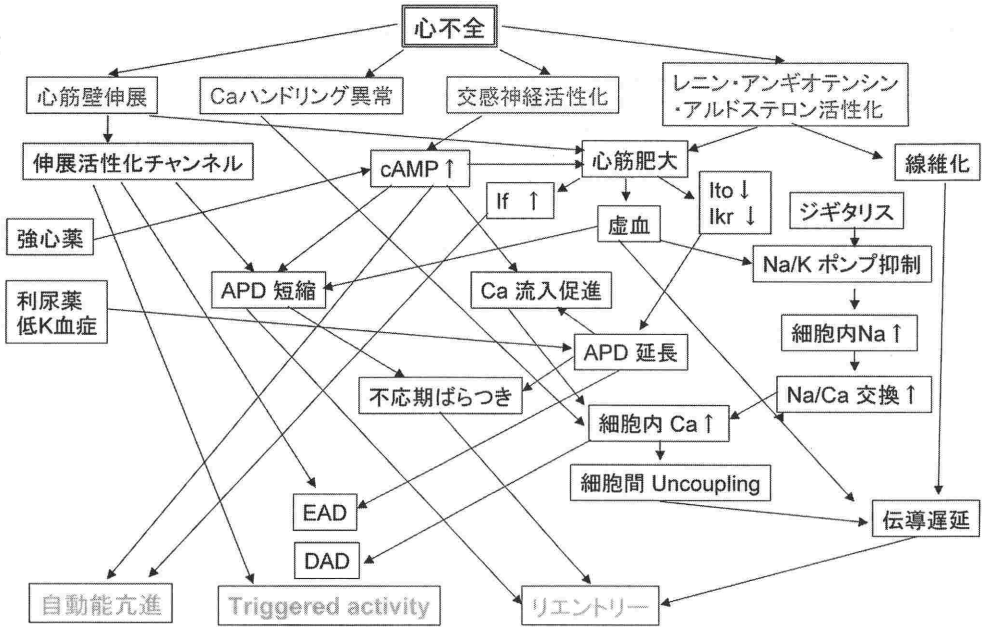 心不全
心筋壁伸展
Caハンドリング異常
交感神経活性化
レニン・アンギオテンシン
・アルドステロン活性化
伸展活性化チャンネル
cAMP↑
心筋肥大
線維化
If ↑
Ito↓
Ikr ↓
ジギタリス
強心薬
虚血
Na/K ポンプ抑制
APD 短縮
Ca 流入促進
利尿薬
低K血症
細胞内Na↑
APD 延長
不応期ばらつき
Na/Ca 交換↑
細胞内 Ca↑
細胞間 Uncoupling
EAD
伝導遅延
DAD
自動能亢進
Triggered activity
リエントリー